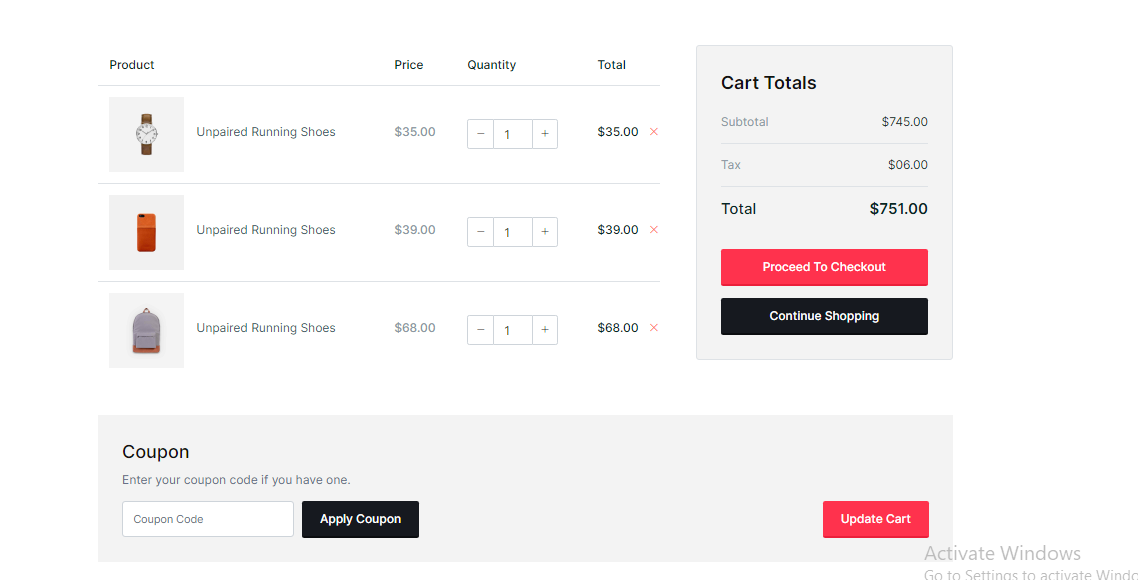 Product Price Quantity Total
Unpaired Running Shoes $35.00 − 1 + $35.00 ×
Unpaired Running Shoes $39.00 − 1 + $39.00 ×
Unpaired Running Shoes $68.00 − 1 + $68.00 ×
Cart Totals
Subtotal $745.00
Tax $06.00
Total $751.00
Proceed To Checkout
Continue Shopping
Coupon
Enter your coupon code if you have one.
Coupon Code Apply Coupon Update Cart
Activate Windows
Go to Settings to activate Windo